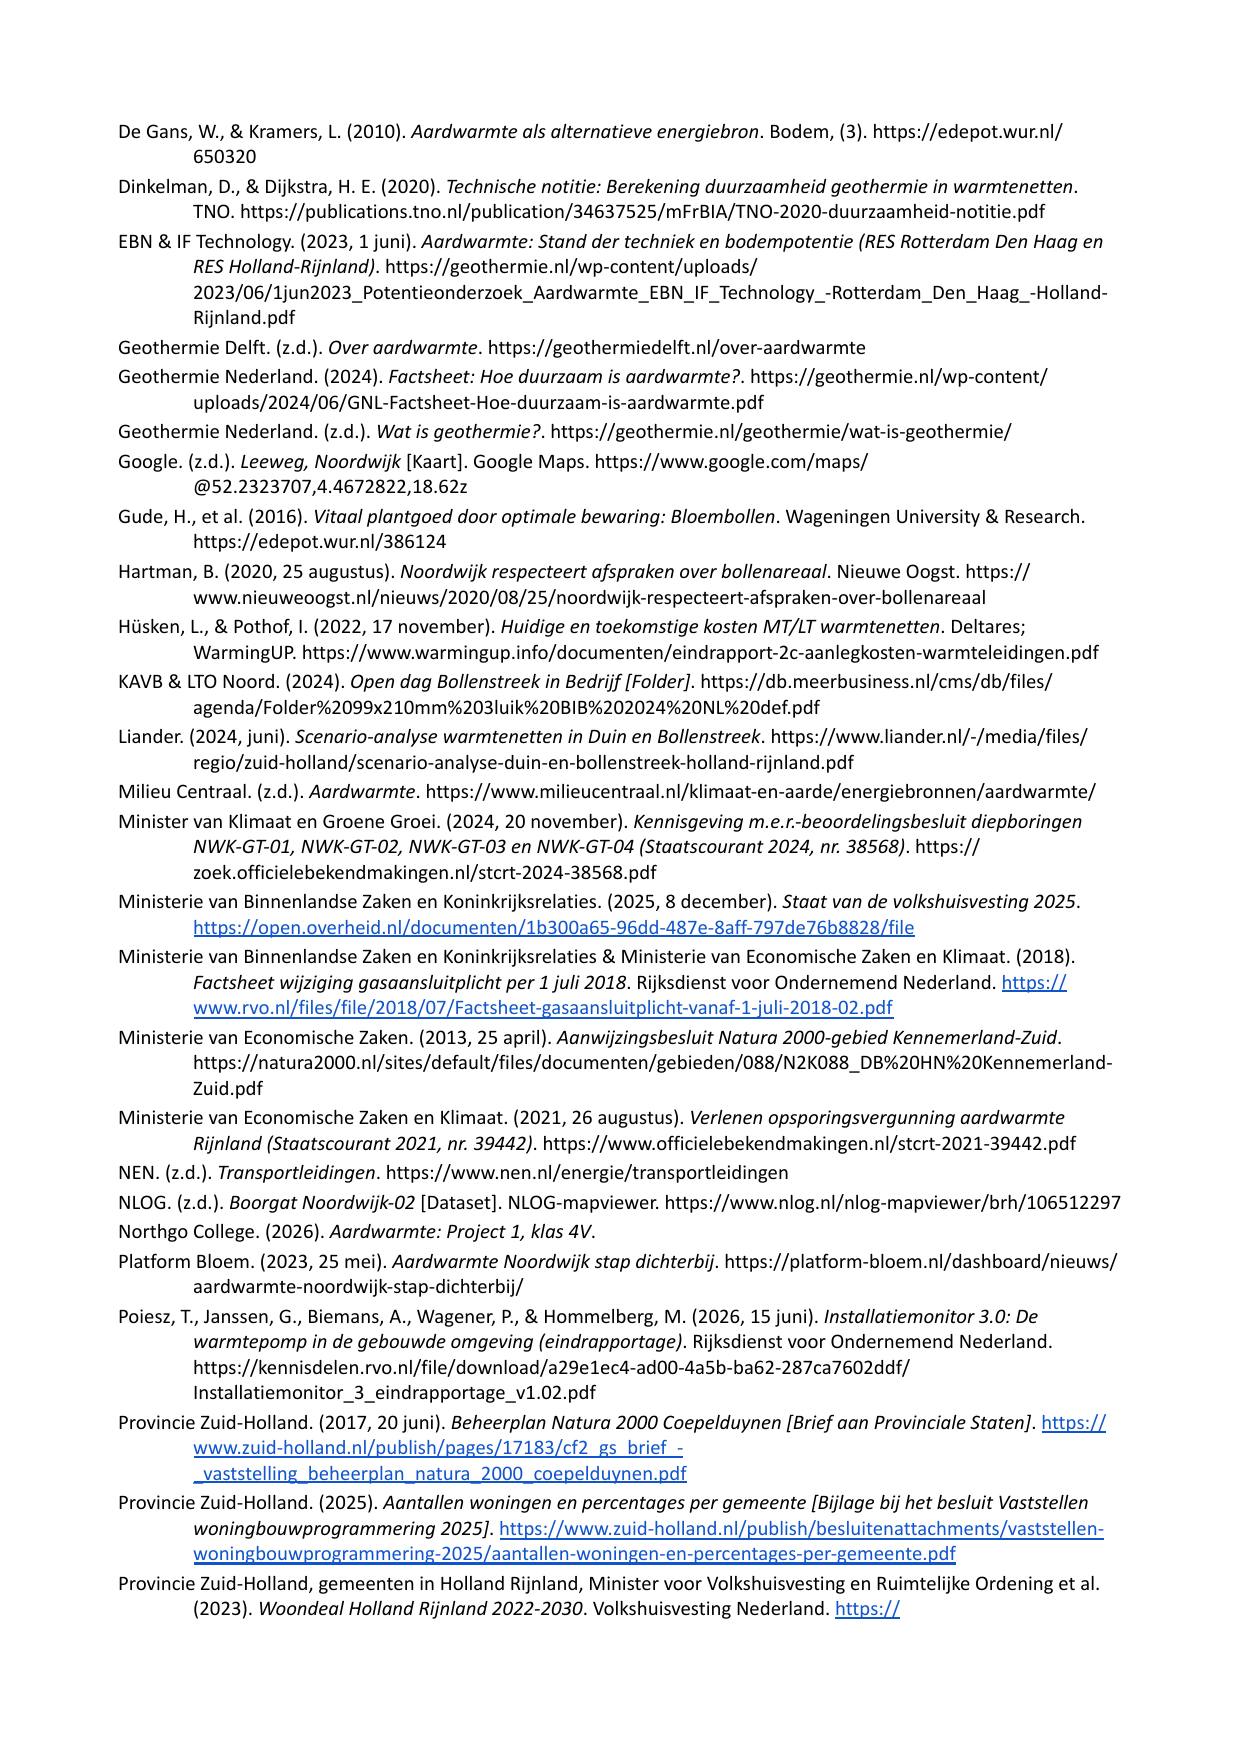 De Gans, W., & Kramers, L. (2010). Aardwarmte als alternatieve energiebron. Bodem, (3). https://edepot.wur.nl/
650320
Dinkelman, D., & Dijkstra, H. E. (2020). Technische notitie: Berekening duurzaamheid geothermie in warmtenetten.
TNO. https://publications.tno.nl/publication/34637525/mFrBIA/TNO-2020-duurzaamheid-notitie.pdf
EBN & IF Technology. (2023, 1 juni). Aardwarmte: Stand der techniek en bodempotentie (RES Rotterdam Den Haag en
RES Holland-Rijnland). https://geothermie.nl/wp-content/uploads/
2023/06/1jun2023_Potentieonderzoek_Aardwarmte_EBN_IF_Technology_-Rotterdam_Den_Haag_-Holland-
Rijnland.pdf
Geothermie Delft. (z.d.). Over aardwarmte. https://geothermiedelft.nl/over-aardwarmte
Geothermie Nederland. (2024). Factsheet: Hoe duurzaam is aardwarmte?. https://geothermie.nl/wp-content/
uploads/2024/06/GNL-Factsheet-Hoe-duurzaam-is-aardwarmte.pdf
Geothermie Nederland. (z.d.). Wat is geothermie?. https://geothermie.nl/geothermie/wat-is-geothermie/
Google. (z.d.). Leeweg, Noordwijk [Kaart]. Google Maps. https://www.google.com/maps/
@52.2323707,4.4672822,18.62z
Gude, H., et al. (2016). Vitaal plantgoed door optimale bewaring: Bloembollen. Wageningen University & Research.
https://edepot.wur.nl/386124
Hartman, B. (2020, 25 augustus). Noordwijk respecteert afspraken over bollenareaal. Nieuwe Oogst. https://
www.nieuweoogst.nl/nieuws/2020/08/25/noordwijk-respecteert-afspraken-over-bollenareaal
Hüsken, L., & Pothof, I. (2022, 17 november). Huidige en toekomstige kosten MT/LT warmtenetten. Deltares;
WarmingUP. https://www.warmingup.info/documenten/eindrapport-2c-aanlegkosten-warmteleidingen.pdf
KAVB & LTO Noord. (2024). Open dag Bollenstreek in Bedrijf [Folder]. https://db.meerbusiness.nl/cms/db/files/
agenda/Folder%2099x210mm%203luik%20BIB%202024%20NL%20def.pdf
Liander. (2024, juni). Scenario-analyse warmtenetten in Duin en Bollenstreek. https://www.liander.nl/-/media/files/
regio/zuid-holland/scenario-analyse-duin-en-bollenstreek-holland-rijnland.pdf
Milieu Centraal. (z.d.). Aardwarmte. https://www.milieucentraal.nl/klimaat-en-aarde/energiebronnen/aardwarmte/
Minister van Klimaat en Groene Groei. (2024, 20 november). Kennisgeving m.e.r.-beoordelingsbesluit diepboringen
NWK-GT-01, NWK-GT-02, NWK-GT-03 en NWK-GT-04 (Staatscourant 2024, nr. 38568). https://
zoek.officielebekendmakingen.nl/stcrt-2024-38568.pdf
Ministerie van Binnenlandse Zaken en Koninkrijksrelaties. (2025, 8 december). Staat van de volkshuisvesting 2025.
https://open.overheid.nl/documenten/1b300a65-96dd-487e-8aff-797de76b8828/file
Ministerie van Binnenlandse Zaken en Koninkrijksrelaties & Ministerie van Economische Zaken en Klimaat. (2018).
Factsheet wijziging gasaansluitplicht per 1 juli 2018. Rijksdienst voor Ondernemend Nederland. https://
www.rvo.nl/files/file/2018/07/Factsheet-gasaansluitplicht-vanaf-1-juli-2018-02.pdf
Ministerie van Economische Zaken. (2013, 25 april). Aanwijzingsbesluit Natura 2000-gebied Kennemerland-Zuid.
https://natura2000.nl/sites/default/files/documenten/gebieden/088/N2K088_DB%20HN%20Kennemerland-
Zuid.pdf
Ministerie van Economische Zaken en Klimaat. (2021, 26 augustus). Verlenen opsporingsvergunning aardwarmte
Rijnland (Staatscourant 2021, nr. 39442). https://www.officielebekendmakingen.nl/stcrt-2021-39442.pdf
NEN. (z.d.). Transportleidingen. https://www.nen.nl/energie/transportleidingen
NLOG. (z.d.). Boorgat Noordwijk-02 [Dataset]. NLOG-mapviewer. https://www.nlog.nl/nlog-mapviewer/brh/106512297
Northgo College. (2026). Aardwarmte: Project 1, klas 4V.
Platform Bloem. (2023, 25 mei). Aardwarmte Noordwijk stap dichterbij. https://platform-bloem.nl/dashboard/nieuws/
aardwarmte-noordwijk-stap-dichterbij/
Poiesz, T., Janssen, G., Biemans, A., Wagener, P., & Hommelberg, M. (2026, 15 juni). Installatiemonitor 3.0: De
warmtepomp in de gebouwde omgeving (eindrapportage). Rijksdienst voor Ondernemend Nederland.
https://kennisdelen.rvo.nl/file/download/a29e1ec4-ad00-4a5b-ba62-287ca7602ddf/
Installatiemonitor_3_eindrapportage_v1.02.pdf
Provincie Zuid-Holland. (2017, 20 juni). Beheerplan Natura 2000 Coepelduynen [Brief aan Provinciale Staten]. https://
www.zuid-holland.nl/publish/pages/17183/cf2_gs_brief_-
_vaststelling_beheerplan_natura_2000_coepelduynen.pdf
Provincie Zuid-Holland. (2025). Aantallen woningen en percentages per gemeente [Bijlage bij het besluit Vaststellen
woningbouwprogrammering 2025]. https://www.zuid-holland.nl/publish/besluitenattachments/vaststellen-
woningbouwprogrammering-2025/aantallen-woningen-en-percentages-per-gemeente.pdf
Provincie Zuid-Holland, gemeenten in Holland Rijnland, Minister voor Volkshuisvesting en Ruimtelijke Ordening et al.
(2023). Woondeal Holland Rijnland 2022-2030. Volkshuisvesting Nederland. https://